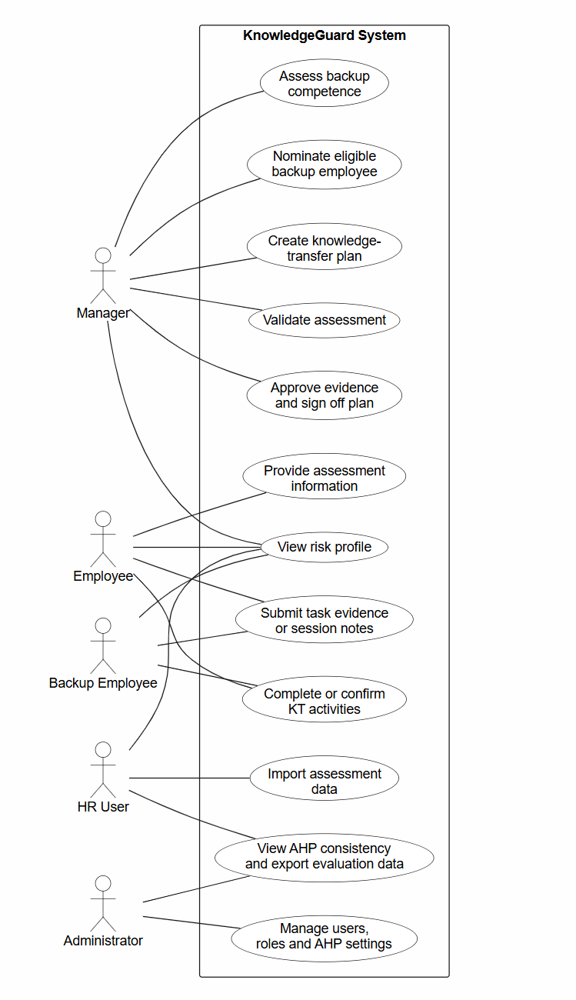 KnowledgeGuard System
Assess backup
competence
Nominate eligible
backup employee
Create knowledge-
transfer plan
Manager
Validate assessment
Approve evidence
and sign off plan
Provide assessment
information
View risk profile
Employee
Submit task evidence
or session notes
Backup Employee
Complete or confirm
KT activities
Import assessment
data
HR User
View AHP consistency
and export evaluation data
Manage users,
roles and AHP settings
Administrator